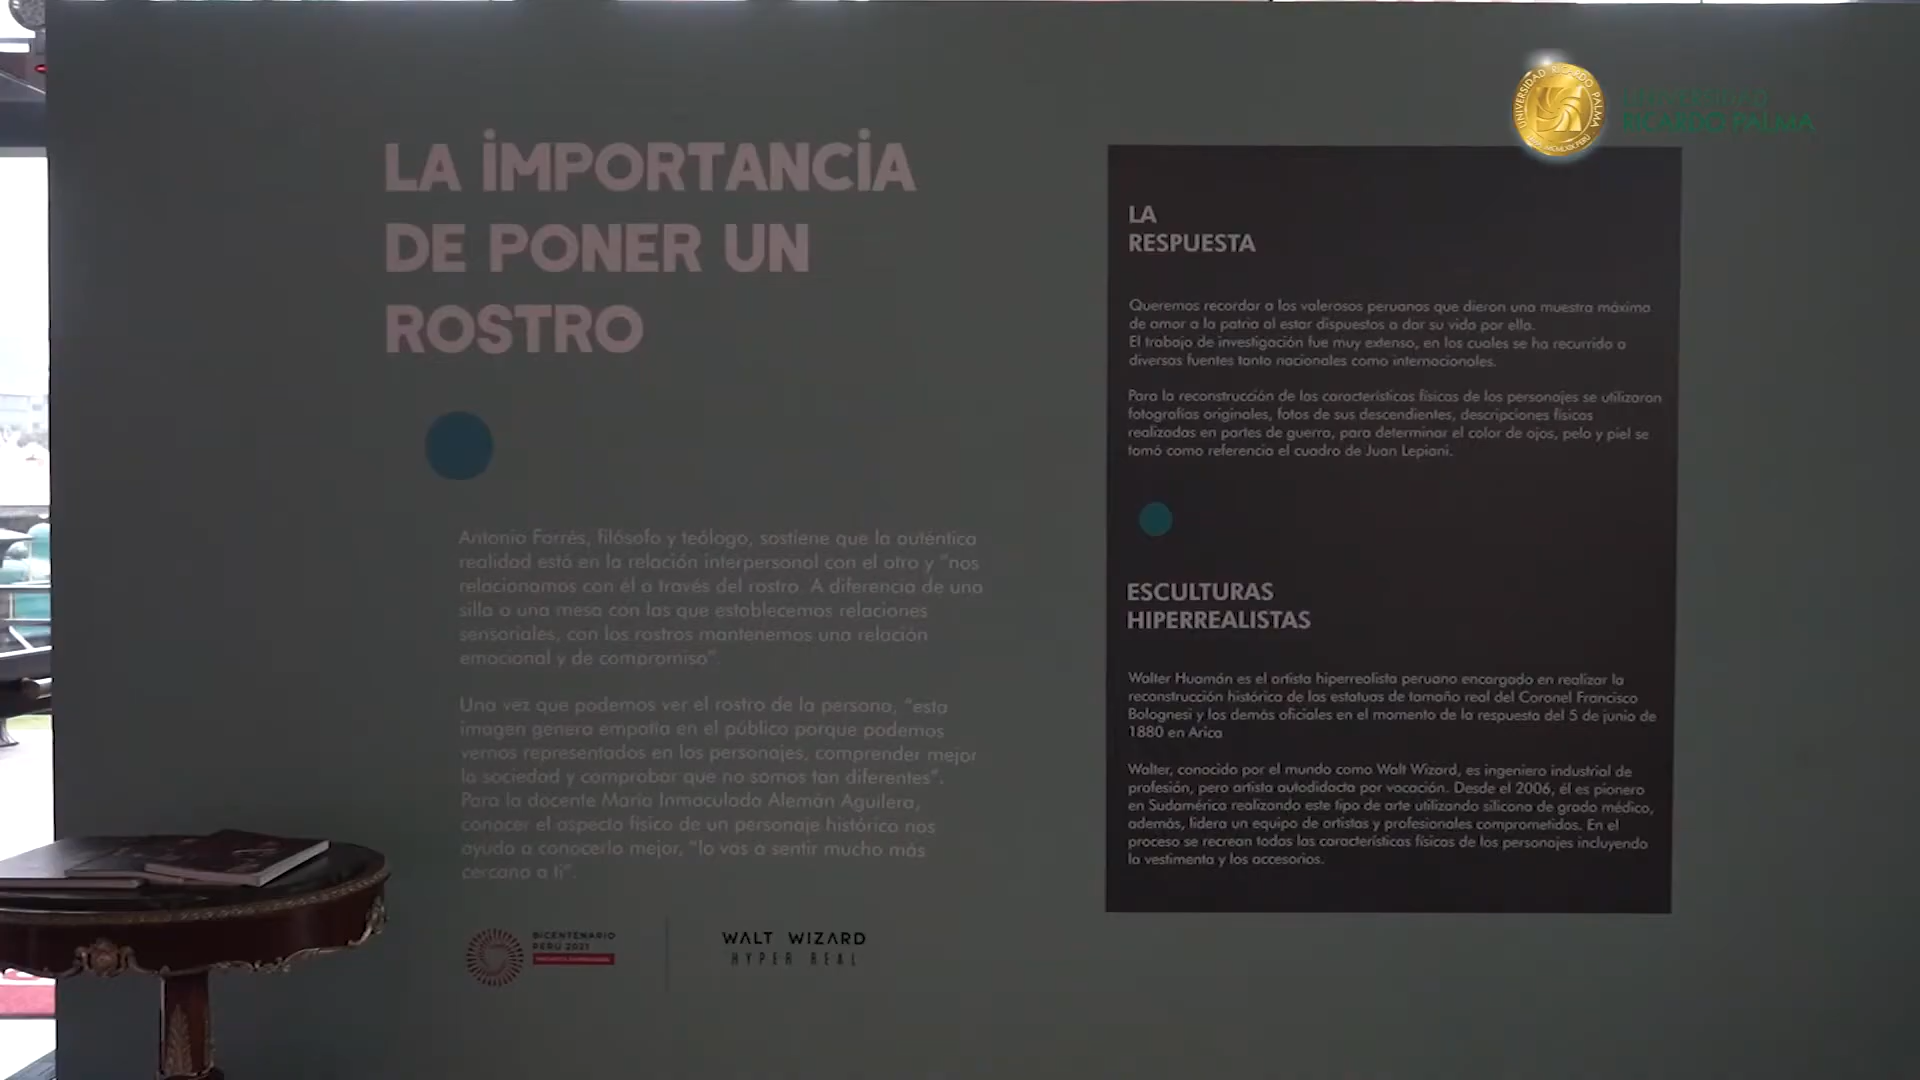 LA IMPORTANCIA
DE PONER UN
ROSTRO
Antonio Forrés, filósofo y teólogo, sostiene que la auténtica
realidad está en la relación interpersonal con el otro y “nos
relacionamos con él a través del rostro. A diferencia de una
silla o una mesa con las que establecemos relaciones
sensoriales, con los rostros mantenemos una relación
emocional y de compromiso”.
Una vez que podemos ver el rostro de la persona, “esta
imagen genera empatía en el público porque podemos
vernos representados en los personajes, comprender mejor
la sociedad y comprobar que no somos tan diferentes”.
Para la docente María Inmaculada Alemán Aguilera,
conocer el aspecto físico de un personaje histórico nos
ayuda a conocerlo mejor, “lo vas a sentir mucho más
cercano a ti”.
BICENTENARIO
PERÚ 2021
WALT WIZARD
HYPER REAL
UNIVERSIDAD RICARDO PALMA
UNIVERSIDAD
RICARDO PALMA
LA
RESPUESTA
Queremos recordar a los valerosos peruanos que dieron una muestra máxima
de amor a la patria al estar dispuestos a dar su vida por ella.
El trabajo de investigación fue muy extenso, en los cuales se ha recurrido a
diversas fuentes tanto nacionales como internacionales.
Para la reconstrucción de las características físicas de los personajes se utilizaron
fotografías originales, fotos de sus descendientes, descripciones físicas
realizadas en partes de guerra, para determinar el color de ojos, pelo y piel se
tomó como referencia el cuadro de Juan Lepiani.
ESCULTURAS
HIPERREALISTAS
Walter Huamán es el artista hiperrealista peruano encargado en realizar la
reconstrucción histórica de las estatuas de tamaño real del Coronel Francisco
Bolognesi y los demás oficiales en el momento de la respuesta del 5 de junio de
1880 en Arica
Walter, conocido por el mundo como Walt Wizard, es ingeniero industrial de
profesión, pero artista autodidacta por vocación. Desde el 2006, él es pionero
en Sudamérica realizando este tipo de arte utilizando silicona de grado médico,
además, lidera un equipo de artistas y profesionales comprometidos. En el
proceso se recrean todas las características físicas de los personajes incluyendo
la vestimenta y los accesorios.